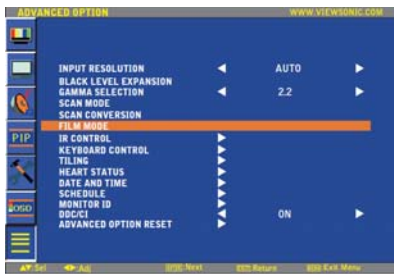 ADVANCED OPTION WWW.VIEWSONIC.COM
INPUT RESOLUTION AUTO
BLACK LEVEL EXPANSION
GAMMA SELECTION 2.2
SCAN MODE
SCAN CONVERSION
FILM MODE
PIP
IR CONTROL
KEYBOARD CONTROL
TILING
HEART STATUS
DATE AND TIME
SCHEDULE
MONITOR ID
OSD
DDC/CI ON
ADVANCED OPTION RESET
Sel Adj Next Return Exit Menu